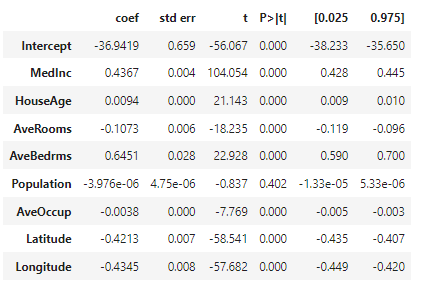 coef std err t P>|t| [0.025 0.975]
Intercept -36.9419 0.659 -56.067 0.000 -38.233 -35.650
MedInc 0.4367 0.004 104.054 0.000 0.428 0.445
HouseAge 0.0094 0.000 21.143 0.000 0.009 0.010
AveRooms -0.1073 0.006 -18.235 0.000 -0.119 -0.096
AveBedrms 0.6451 0.028 22.928 0.000 0.590 0.700
Population -3.976e-06 4.75e-06 -0.837 0.402 -1.33e-05 5.33e-06
AveOccup -0.0038 0.000 -7.769 0.000 -0.005 -0.003
Latitude -0.4213 0.007 -58.541 0.000 -0.435 -0.407
Longitude -0.4345 0.008 -57.682 0.000 -0.449 -0.420